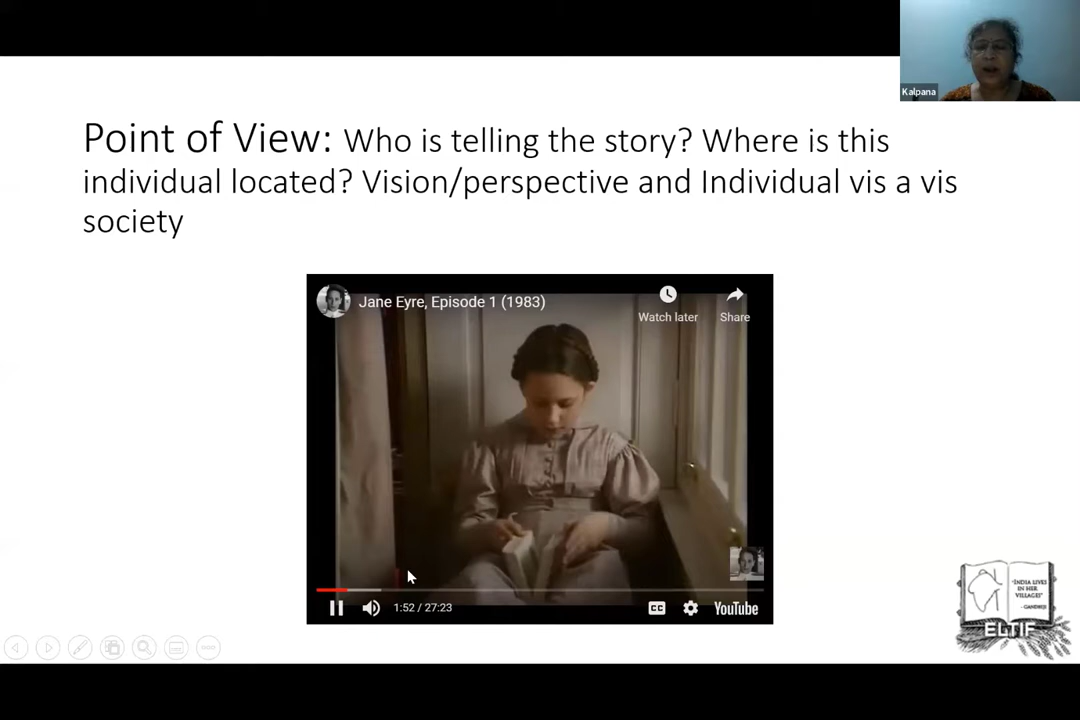 Kalpana
Point of View: Who is telling the story? Where is this
individual located? Vision/perspective and Individual vis a vis
society
Jane Eyre, Episode 1 (1983)
Watch later
Share
1:52 / 27:23
CC
YouTube
"INDIA LIVES
IN HER
VILLAGES"
- GANDHIJI
ELTIF